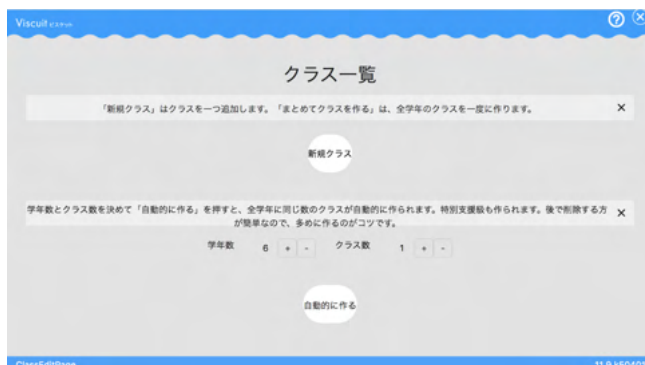 Viscuit ビスケット
クラス一覧
「新規クラス」はクラスを一つ追加します。「まとめてクラスを作る」は、全学年のクラスを一度に作ります。 ×
新規クラス
学年数とクラス数を決めて「自動的に作る」を押すと、全学年に同じ数のクラスが自動的に作られます。特別支援級も作られます。後で削除する方 ×
が簡単なので、多めに作るのがコツです。
学年数 6 + - クラス数 1 + -
自動的に作る
ClassEditPage